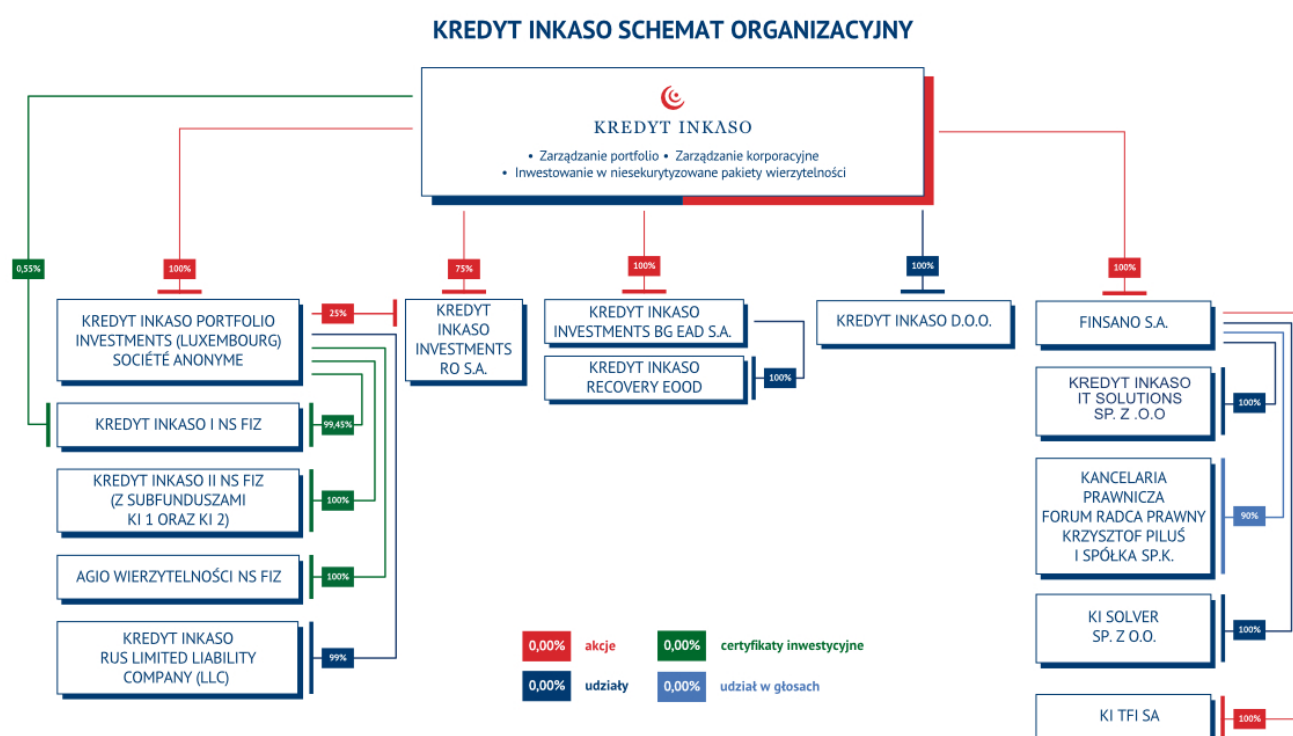 KREDYT INKASO SCHEMAT ORGANIZACYJNY
KREDYT INKΛSO
• Zarządzanie portfolio • Zarządzanie korporacyjne
• Inwestowanie w niesekurytyzowane pakiety wierzytelności
0,55%
100%
75%
100%
100%
100%
KREDYT INKASO PORTFOLIO
INVESTMENTS (LUXEMBOURG)
SOCIÉTÉ ANONYME
25%
KREDYT
INKASO
INVESTMENTS
RO S.A.
KREDYT INKASO
INVESTMENTS BG EAD S.A.
KREDYT INKASO
RECOVERY EOOD
100%
KREDYT INKASO D.O.O.
FINSANO S.A.
KREDYT INKASO I NS FIZ
99,45%
KREDYT INKASO II NS FIZ
(Z SUBFUNDUSZAMI
KI 1 ORAZ KI 2)
100%
AGIO WIERZYTELNOŚCI NS FIZ
100%
KREDYT INKASO
RUS LIMITED LIABILITY
COMPANY (LLC)
99%
KREDYT INKASO
IT SOLUTIONS
SP. Z .O.O
100%
KANCELARIA
PRAWNICZA
FORUM RADCA PRAWNY
KRZYSZTOF PILUŚ
I SPÓŁKA SP.K.
90%
KI SOLVER
SP. Z O.O.
100%
KI TFI SA
100%
0,00% akcje
0,00% certyfikaty inwestycyjne
0,00% udziały
0,00% udział w głosach